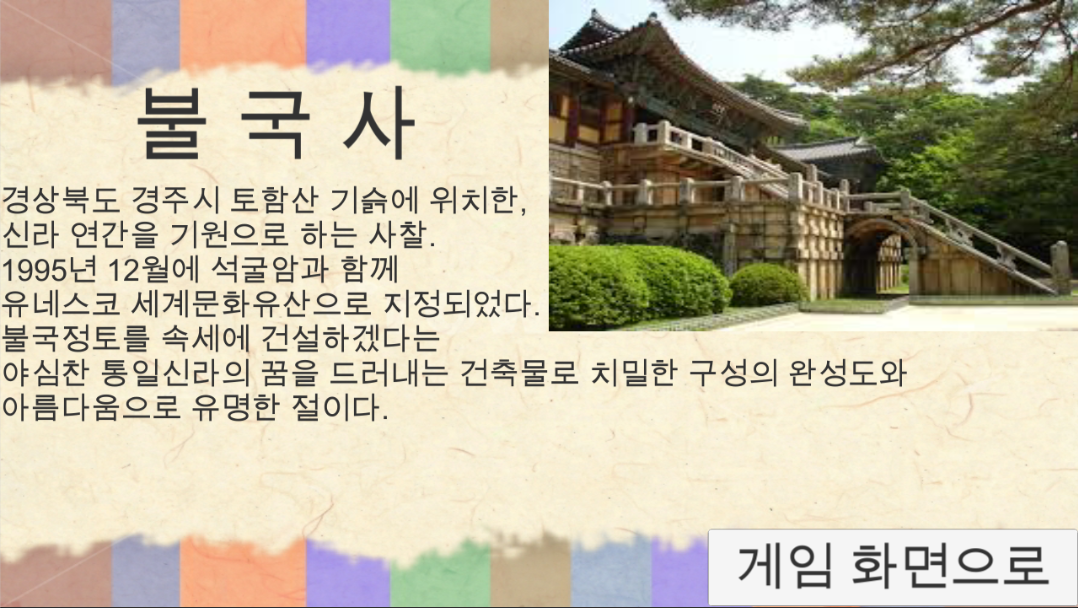 불국사
경상북도 경주시 토함산 기슭에 위치한,
신라 연간을 기원으로 하는 사찰.
1995년 12월에 석굴암과 함께
유네스코 세계문화유산으로 지정되었다.
불국정토를 속세에 건설하겠다는
야심찬 통일신라의 꿈을 드러내는 건축물로 치밀한 구성의 완성도와
아름다움으로 유명한 절이다.
게임 화면으로